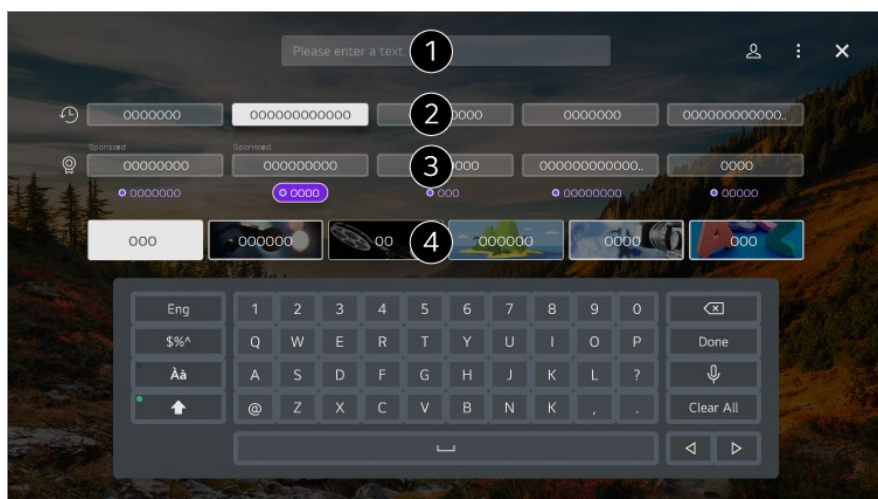 Please enter a text.
1
0000000 000000000000 2 0000 0000000 000000000000..
Sponsored Sponsored
00000000 000000000 3 000 00000000000.. 0000
0000000 0000 000 00000000 00000
000 000000 00 4 000000 0000 000
Eng 1 2 3 4 5 6 7 8 9 0
$%^ Q W E R T Y U I O P Done
Àà A S D F G H J K L ?
@ Z X C V B N K , . Clear All